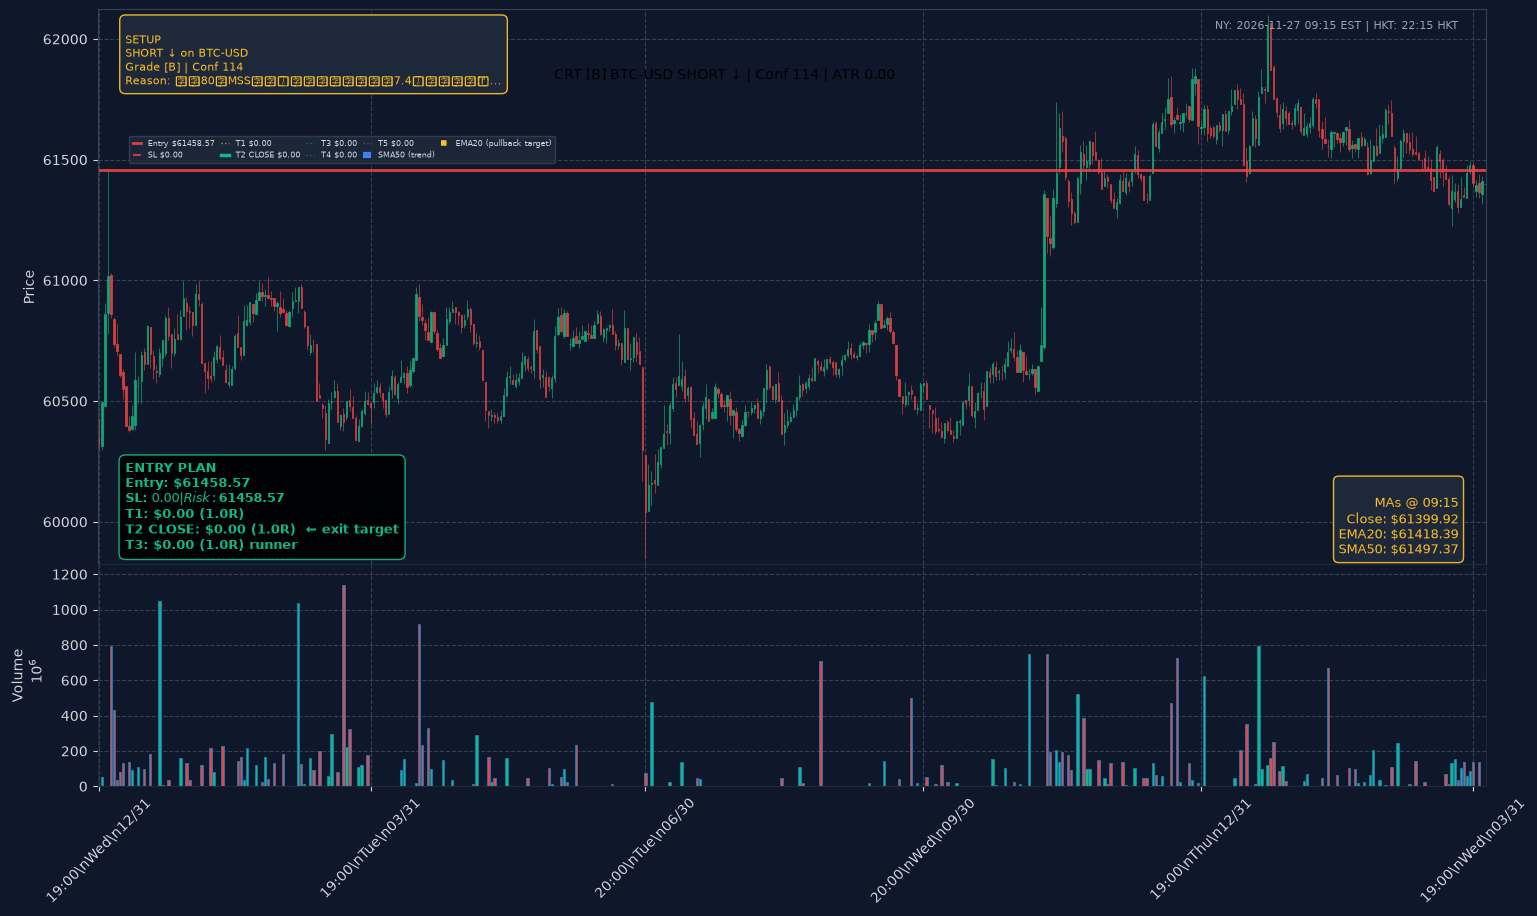 NY: 2026-11-27 09:15 EST | HKT: 22:15 HKT
SETUP
SHORT ↓ on BTC-USD
Grade [B] | Conf 114
Reason: 80 MSS 7.4 ...
CRT [B] BTC-USD SHORT ↓ | Conf 114 | ATR 0.00
Entry $61458.57
SL $0.00
T1 $0.00
T2 CLOSE $0.00
T3 $0.00
T4 $0.00
T5 $0.00
SMA50 (trend)
EMA20 (pullback target)
Price
62000
61500
61000
60500
60000
ENTRY PLAN
Entry: $61458.57
SL: 0.00|Risk:61458.57
T1: $0.00 (1.0R)
T2 CLOSE: $0.00 (1.0R) ← exit target
T3: $0.00 (1.0R) runner
MAs @ 09:15
Close: $61399.92
EMA20: $61418.39
SMA50: $61497.37
Volume
10⁶
1200
1000
800
600
400
200
0
19:00\nWed\n12/31
19:00\nTue\n03/31
20:00\nTue\n06/30
20:00\nWed\n09/30
19:00\nThu\n12/31
19:00\nWed\n03/31